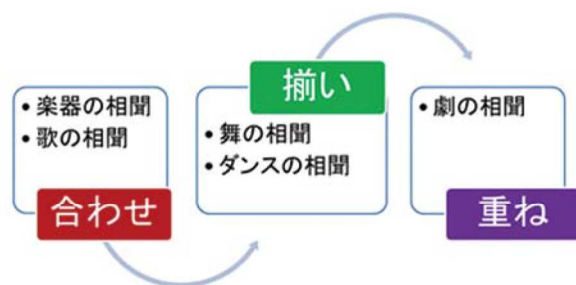 ・楽器の相聞
・歌の相聞
合わせ
揃い
・舞の相聞
・ダンスの相聞
・劇の相聞
重ね